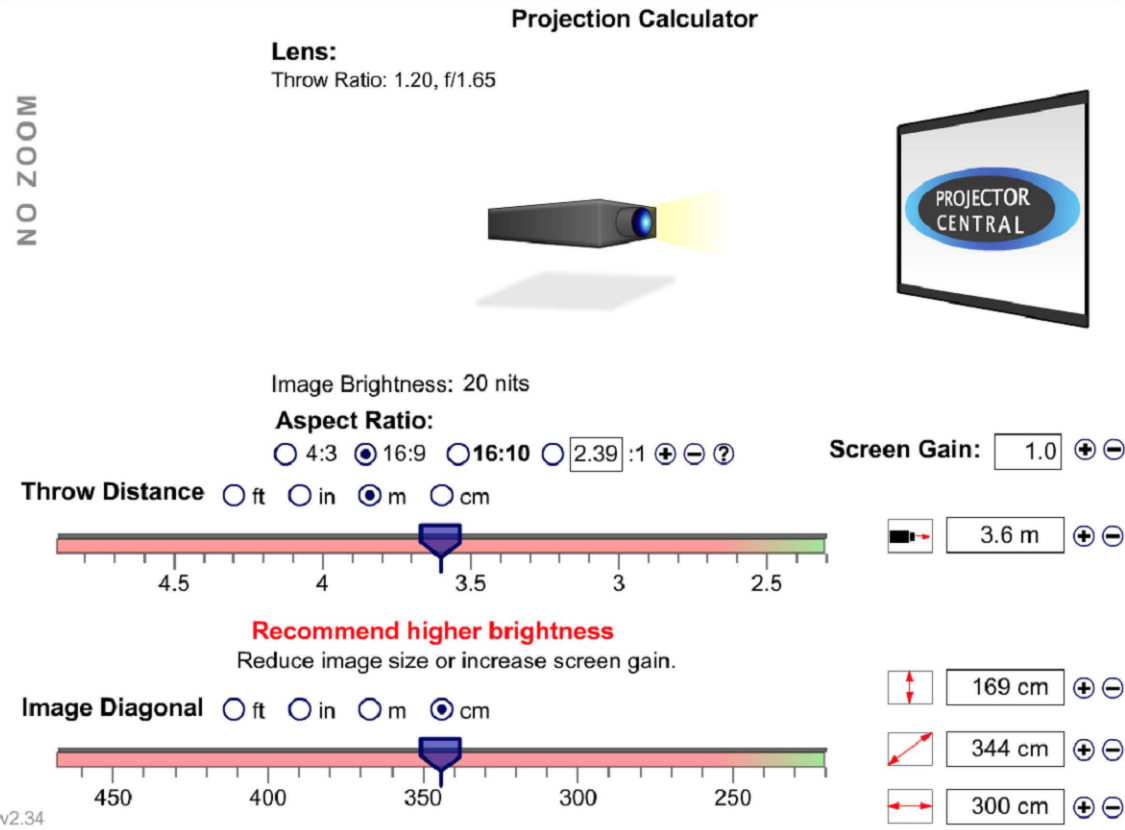 Projection Calculator
Lens:
Throw Ratio: 1.20, f/1.65
NO ZOOM
PROJECTOR
CENTRAL
Image Brightness: 20 nits
Aspect Ratio:
4:3 16:9 16:10 2.39 :1 + − ?
Screen Gain: 1.0 + −
Throw Distance ft in m cm
3.6 m + −
4.5 4 3.5 3 2.5
Recommend higher brightness
Reduce image size or increase screen gain.
169 cm + −
Image Diagonal ft in m cm
344 cm + −
450 400 350 300 250
300 cm + −
v2.34